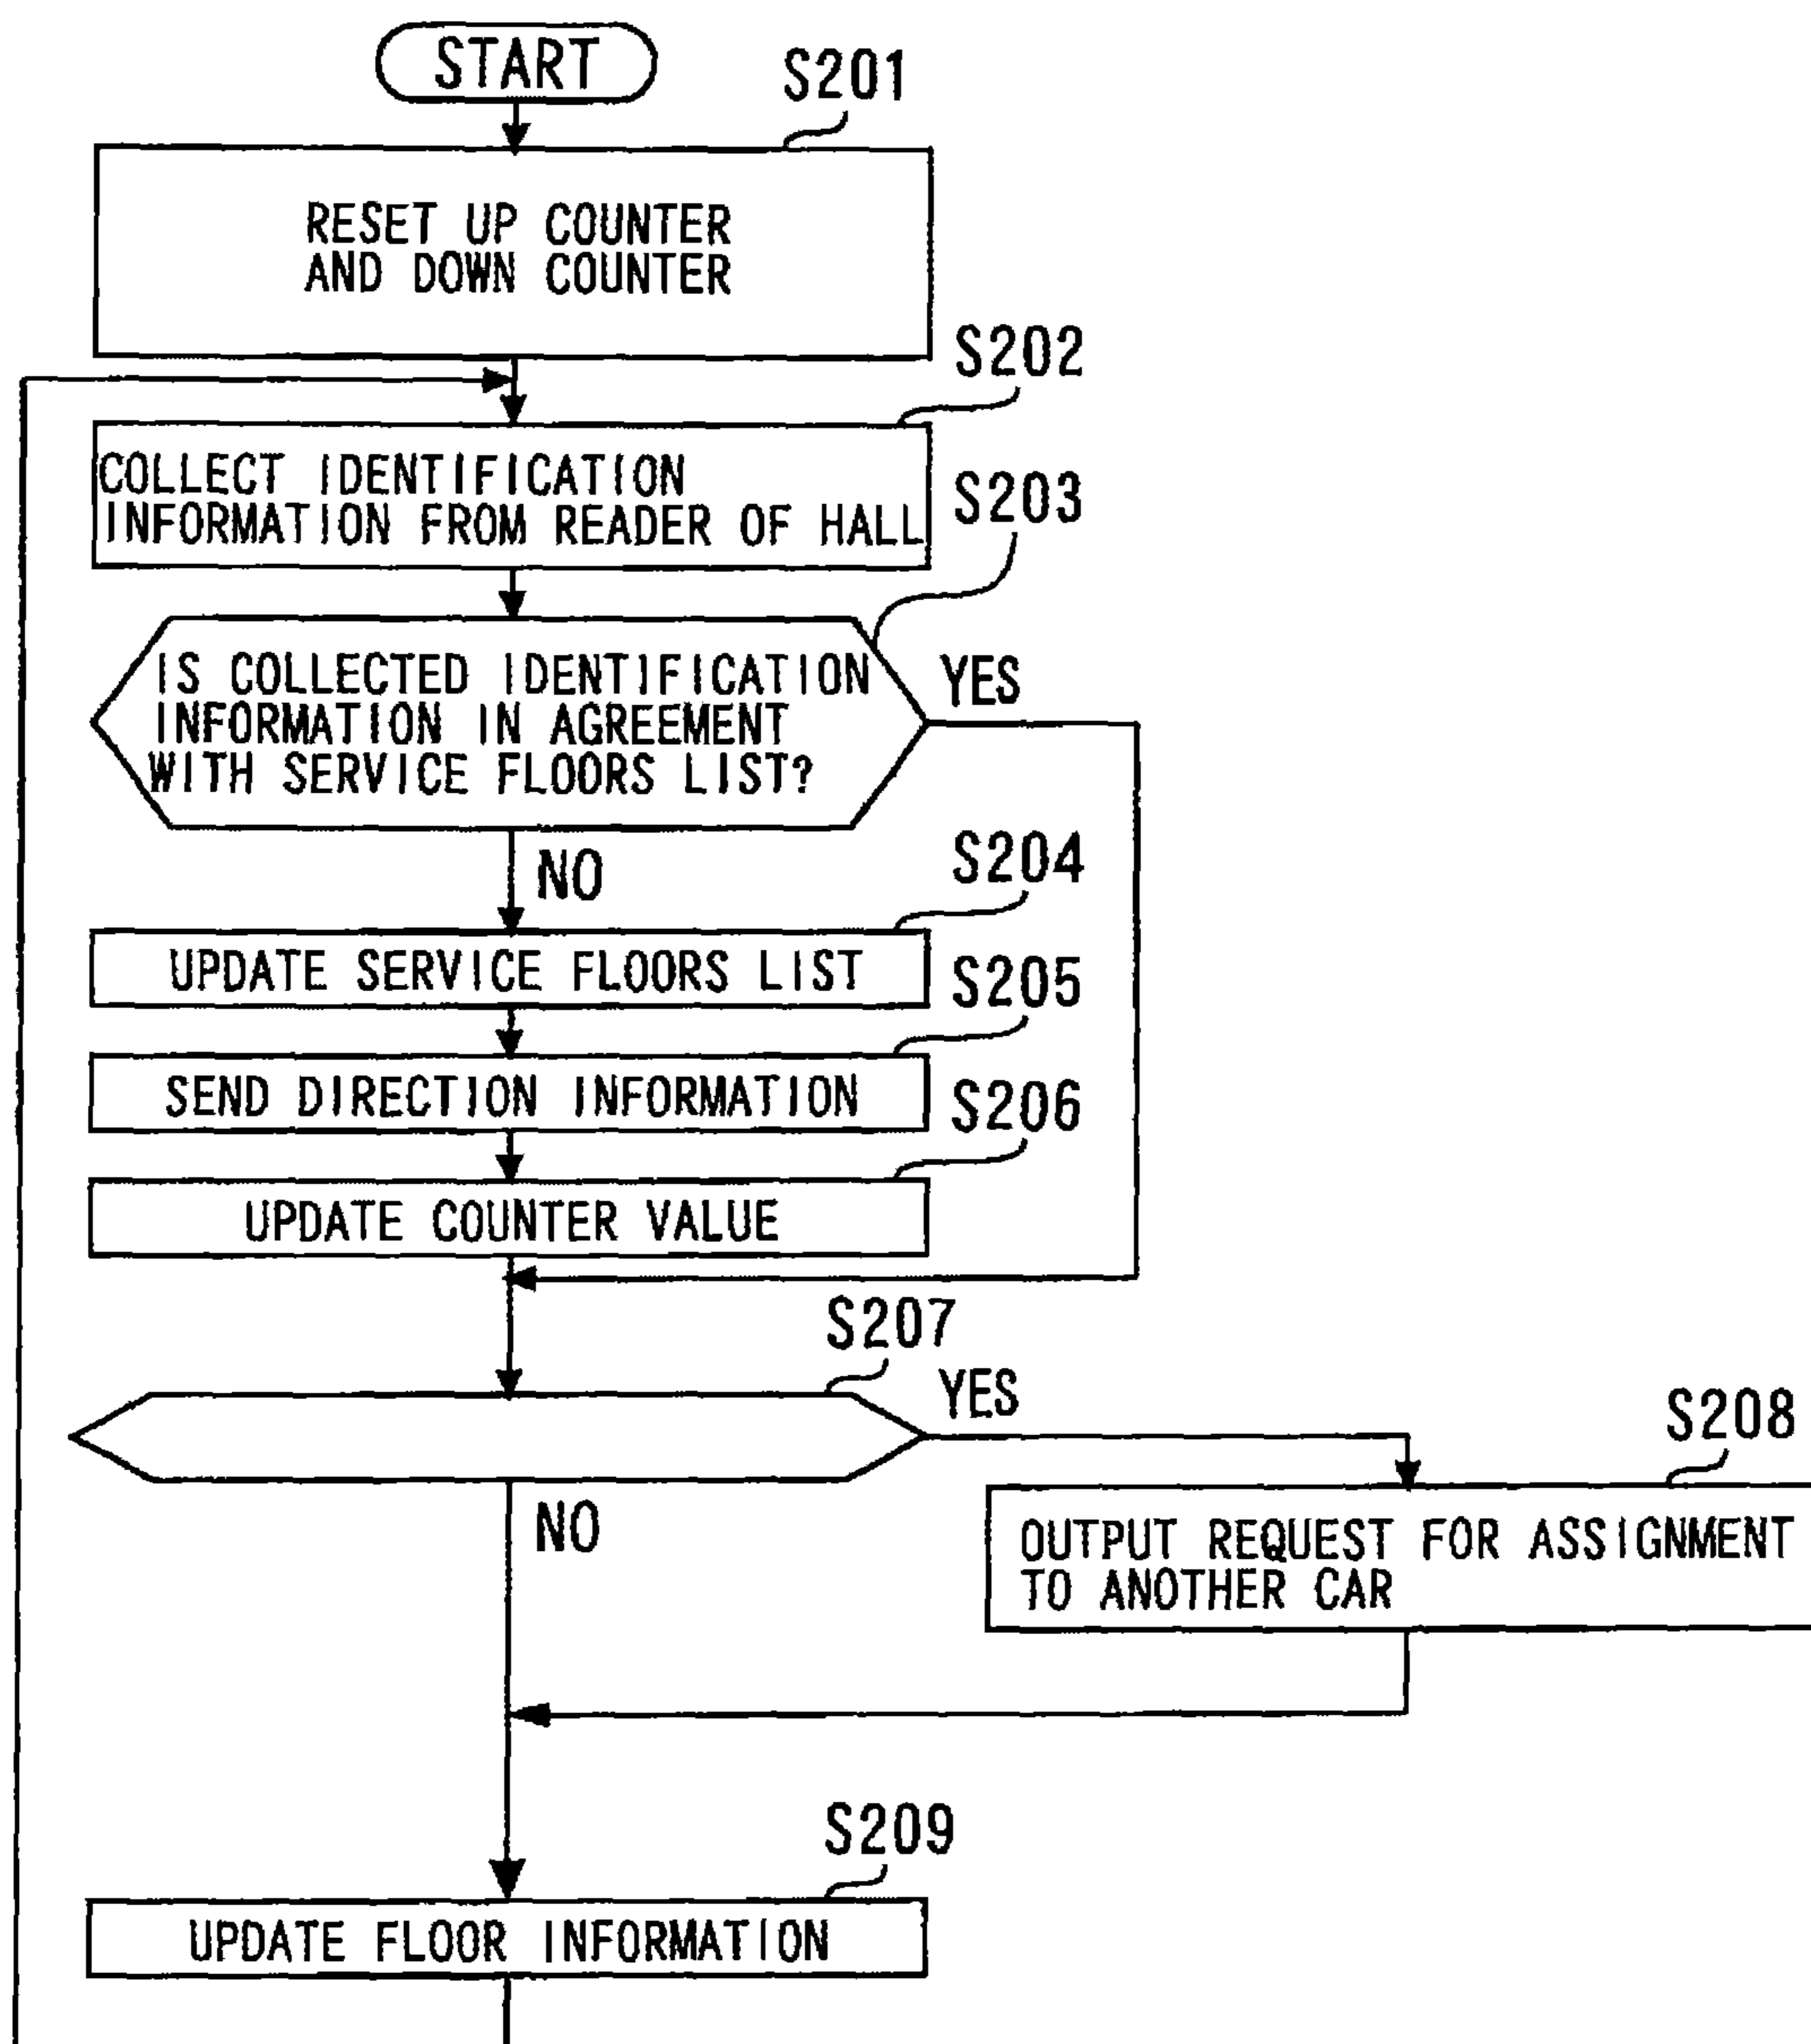 START
S201
RESET UP COUNTER
AND DOWN COUNTER
S202
COLLECT IDENTIFICATION
INFORMATION FROM READER OF HALL
S203
IS COLLECTED IDENTIFICATION
INFORMATION IN AGREEMENT
WITH SERVICE FLOORS LIST?
YES
NO
S204
UPDATE SERVICE FLOORS LIST
S205
SEND DIRECTION INFORMATION
S206
UPDATE COUNTER VALUE
S207
YES
NO
S208
OUTPUT REQUEST FOR ASSIGNMENT
TO ANOTHER CAR
S209
UPDATE FLOOR INFORMATION